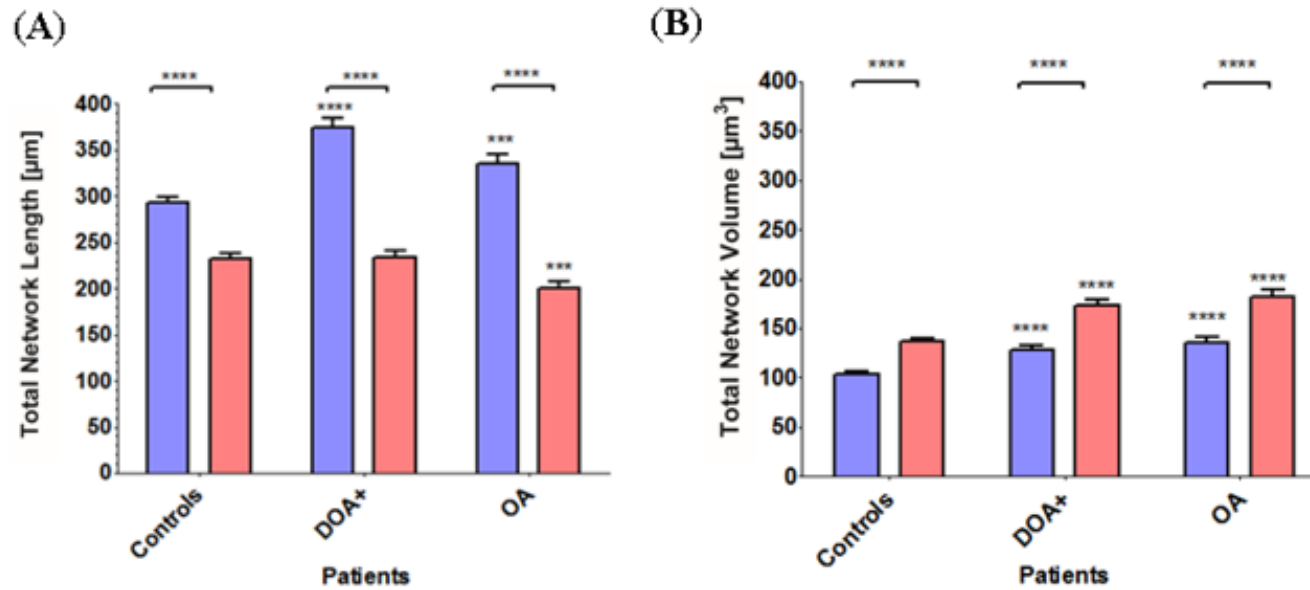 (A)
****
****
****
****
***
***
Total Network Length [µm]
400
350
300
250
200
150
100
50
0
Controls
DOA+
OA
Patients
(B)
****
****
****
****
****
****
****
Total Network Volume [µm³]
400
350
300
250
200
150
100
50
0
Controls
DOA+
OA
Patients